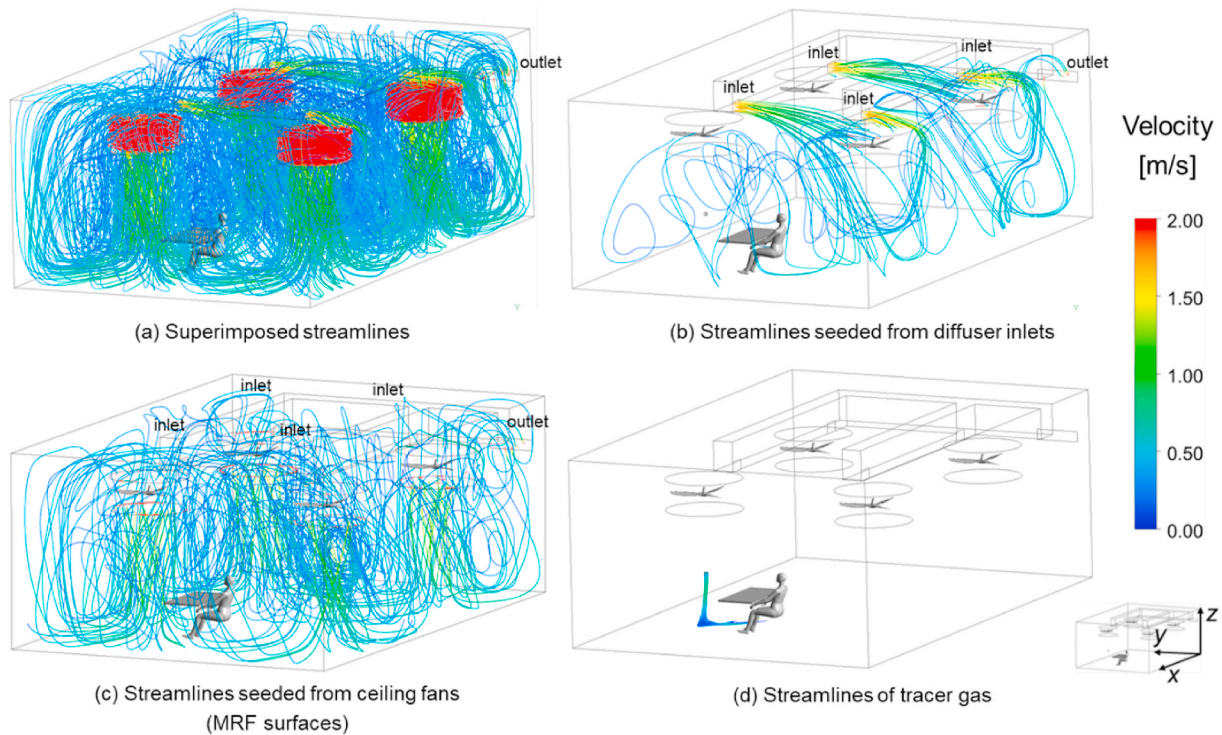 inlet
inlet
outlet
inlet
inlet
Velocity
[m/s]
2.00
1.50
1.00
0.50
0.00
Y
Y
(a) Superimposed streamlines
(b) Streamlines seeded from diffuser inlets
inlet
inlet
inlet
inlet
outlet
z
y
x
(c) Streamlines seeded from ceiling fans
(MRF surfaces)
(d) Streamlines of tracer gas